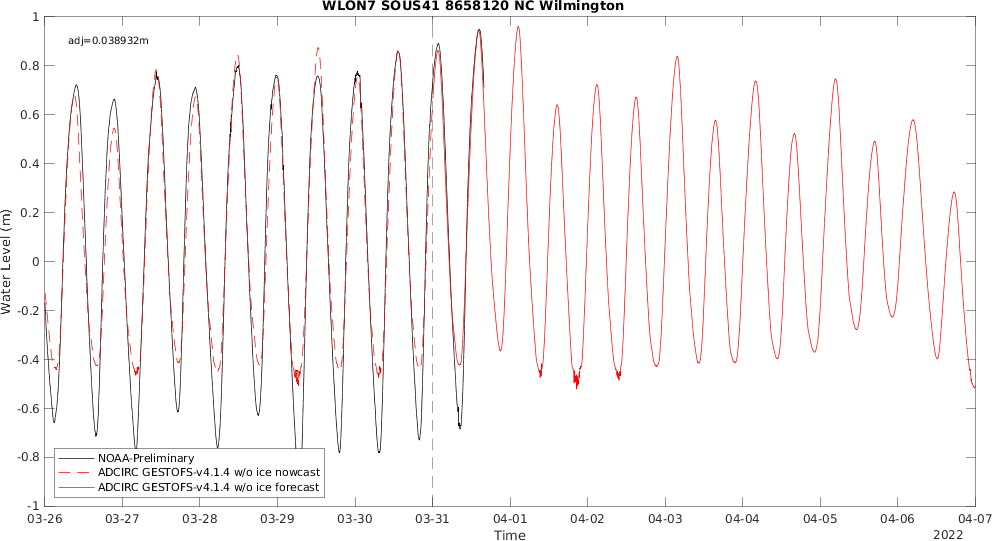 WLON7 SOUS41 8658120 NC Wilmington
adj=0.038932m
Water Level (m)
1
0.8
0.6
0.4
0.2
0
-0.2
-0.4
-0.6
-0.8
-1
NOAA-Preliminary
ADCIRC GESTOFS-v4.1.4 w/o ice nowcast
ADCIRC GESTOFS-v4.1.4 w/o ice forecast
03-26 03-27 03-28 03-29 03-30 03-31 04-01 04-02 04-03 04-04 04-05 04-06 04-07
Time
2022